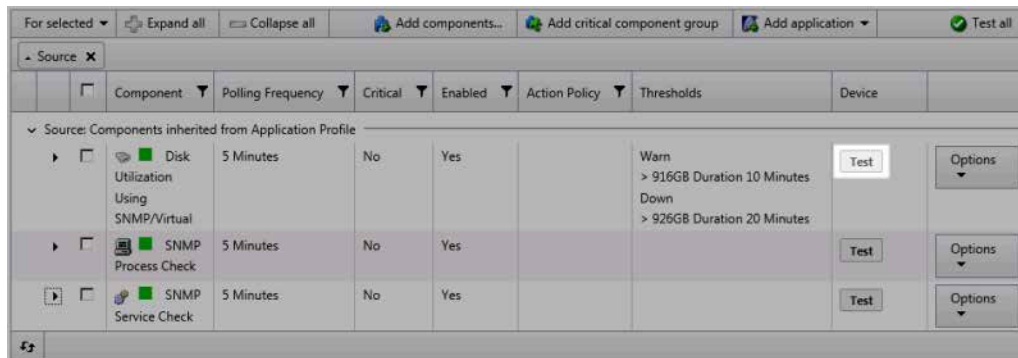 For selected Expand all Collapse all Add components... Add critical component group Add application Test all
Source X
Component Polling Frequency Critical Enabled Action Policy Thresholds Device
Source: Components inherited from Application Profile
Disk Utilization Using SNMP/Virtual 5 Minutes No Yes Warn > 916GB Duration 10 Minutes Down > 926GB Duration 20 Minutes Test Options
SNMP Process Check 5 Minutes No Yes Test Options
SNMP Service Check 5 Minutes No Yes Test Options